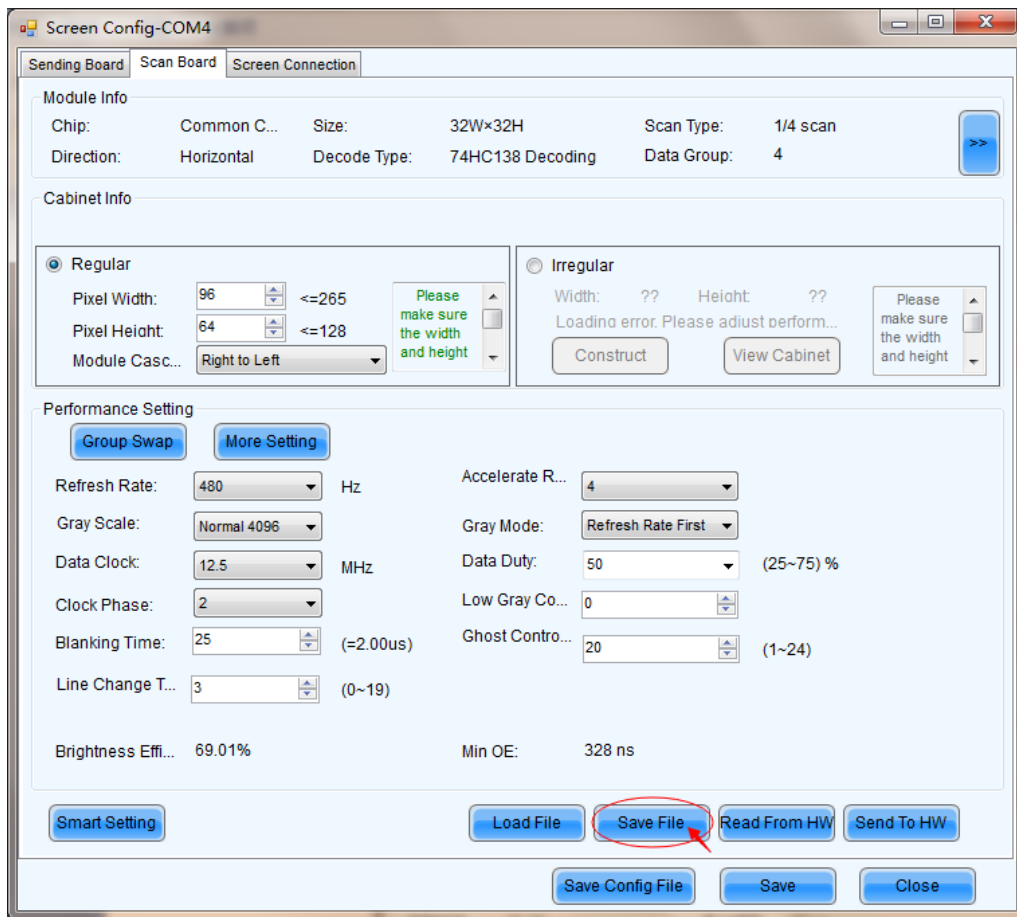 Screen Config-COM4
Sending Board Scan Board Screen Connection
Module Info
Chip: Common C... Size: 32W×32H Scan Type: 1/4 scan
Direction: Horizontal Decode Type: 74HC138 Decoding Data Group: 4
>>
Cabinet Info
Regular
Pixel Width: 96 <=265
Pixel Height: 64 <=128
Module Casc... Right to Left
Please
make sure
the width
and height
Irregular
Width: ?? Height: ??
Loading error. Please adjust perform...
Construct View Cabinet
Please
make sure
the width
and height
Performance Setting
Group Swap More Setting
Refresh Rate: 480 Hz Accelerate R... 4
Gray Scale: Normal 4096 Gray Mode: Refresh Rate First
Data Clock: 12.5 MHz Data Duty: 50 (25~75) %
Clock Phase: 2 Low Gray Co... 0
Blanking Time: 25 (=2.00us) Ghost Contro... 20 (1~24)
Line Change T... 3 (0~19)
Brightness Effi... 69.01% Min OE: 328 ns
Smart Setting Load File Save File Read From HW Send To HW
Save Config File Save Close